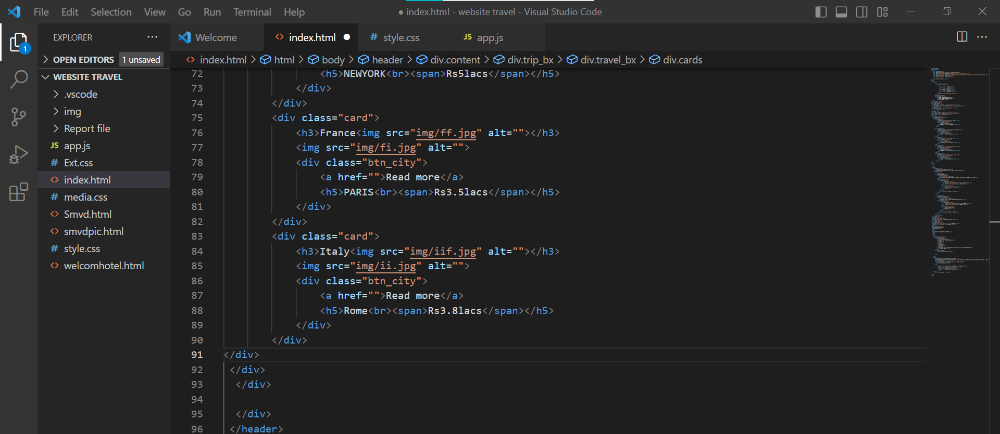 File Edit Selection View Go Run Terminal Help
● index.html - website travel - Visual Studio Code
EXPLORER
Welcome
index.html
style.css
JS app.js
1
OPEN EDITORS 1 unsaved
index.html > html > body > header > div.content > div.trip_bx > div.travel_bx > div.cards
WEBSITE TRAVEL
.vscode
img
Report file
JS app.js
# Ext.css
<> index.html
# media.css
<> Smvd.html
<> smvdpic.html
# style.css
<> welcomhotel.html
72 <h5>NEWYORK<br><span>Rs5lacs</span></h5>
73 </div>
74 </div>
75 <div class="card">
76 <h3>France<img src="img/ff.jpg" alt=""></h3>
77 <img src="img/fi.jpg" alt="">
78 <div class="btn_city">
79 <a href="">Read more</a>
80 <h5>PARIS<br><span>Rs3.5lacs</span></h5>
81 </div>
82 </div>
83 <div class="card">
84 <h3>Italy<img src="img/iif.jpg" alt=""></h3>
85 <img src="img/ii.jpg" alt="">
86 <div class="btn_city">
87 <a href="">Read more</a>
88 <h5>Rome<br><span>Rs3.8lacs</span></h5>
89 </div>
90 </div>
91 </div>
92 </div>
93 </div>
94
95 </div>
96 </header>